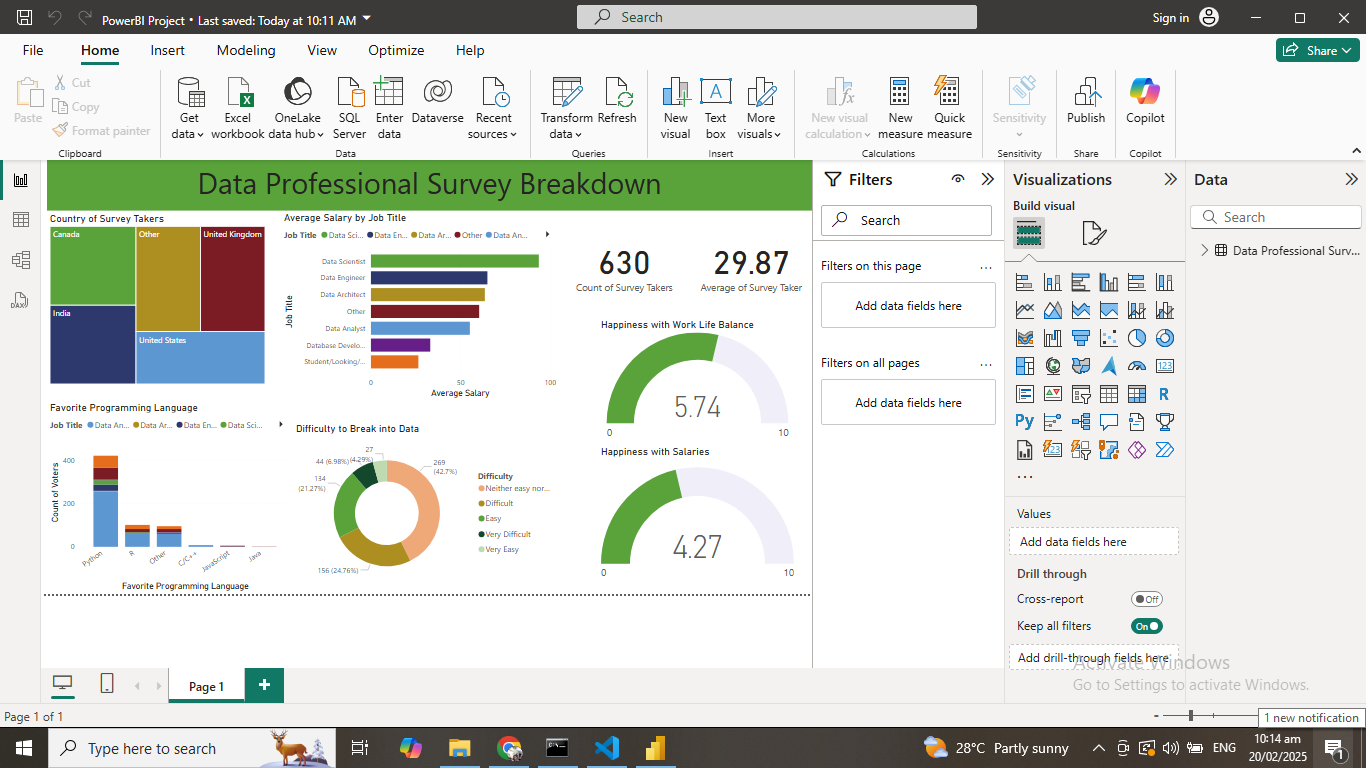 PowerBI Project • Last saved: Today at 10:11 AM
Search
Sign in
File Home Insert Modeling View Optimize Help
Share
Paste
Cut
Copy
Format painter
Clipboard
Get data
Excel workbook
OneLake data hub
SQL Server
Enter data
Dataverse
Recent sources
Data
Transform data
Refresh
Queries
New visual
Text box
More visuals
Insert
New visual calculation
New measure
Quick measure
Calculations
Sensitivity
Sensitivity
Publish
Share
Copilot
Copilot
Data Professional Survey Breakdown
Country of Survey Takers
Canada
Other
United Kingdom
India
United States
Average Salary by Job Title
Job Title Data Sci... Data En... Data Ar... Other Data An...
Job Title
Data Scientist
Data Engineer
Data Architect
Other
Data Analyst
Database Develo...
Student/Looking/...
0 50 100
Average Salary
630
Count of Survey Takers
29.87
Average of Survey Taker
Happiness with Work Life Balance
5.74
0 10
Happiness with Salaries
4.27
0 10
Favorite Programming Language
Job Title Data An... Data Ar... Data En... Data Sci...
Count of Voters
400
200
0
Python R Other C/C++ JavaScript Java
Favorite Programming Language
Difficulty to Break into Data
27 (4.29%)
44 (6.98%)
134 (21.27%)
269 (42.7%)
156 (24.76%)
Difficulty
Neither easy nor...
Difficult
Easy
Very Difficult
Very Easy
Filters
Search
Filters on this page ...
Add data fields here
Filters on all pages ...
Add data fields here
Visualizations
Build visual
123
R
Py
123
...
Values
Add data fields here
Drill through
Cross-report Off
Keep all filters On
Add drill-through fields here
Data
Search
Data Professional Surv...
DAX
Activate Windows
Go to Settings to activate Windows.
Page 1
Page 1 of 1
1 new notification
Type here to search
28°C Partly sunny
ENG
10:14 am
20/02/2025
1